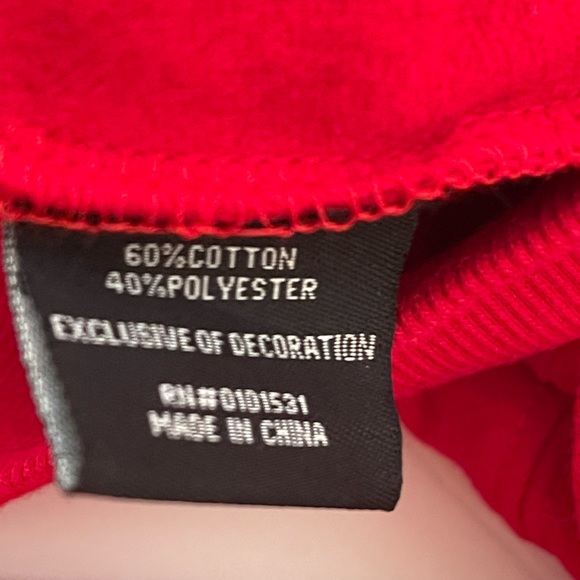 60%COTTON
40%POLYESTER
EXCLUSIVE OF DECORATION
RN#0101531
MADE IN CHINA